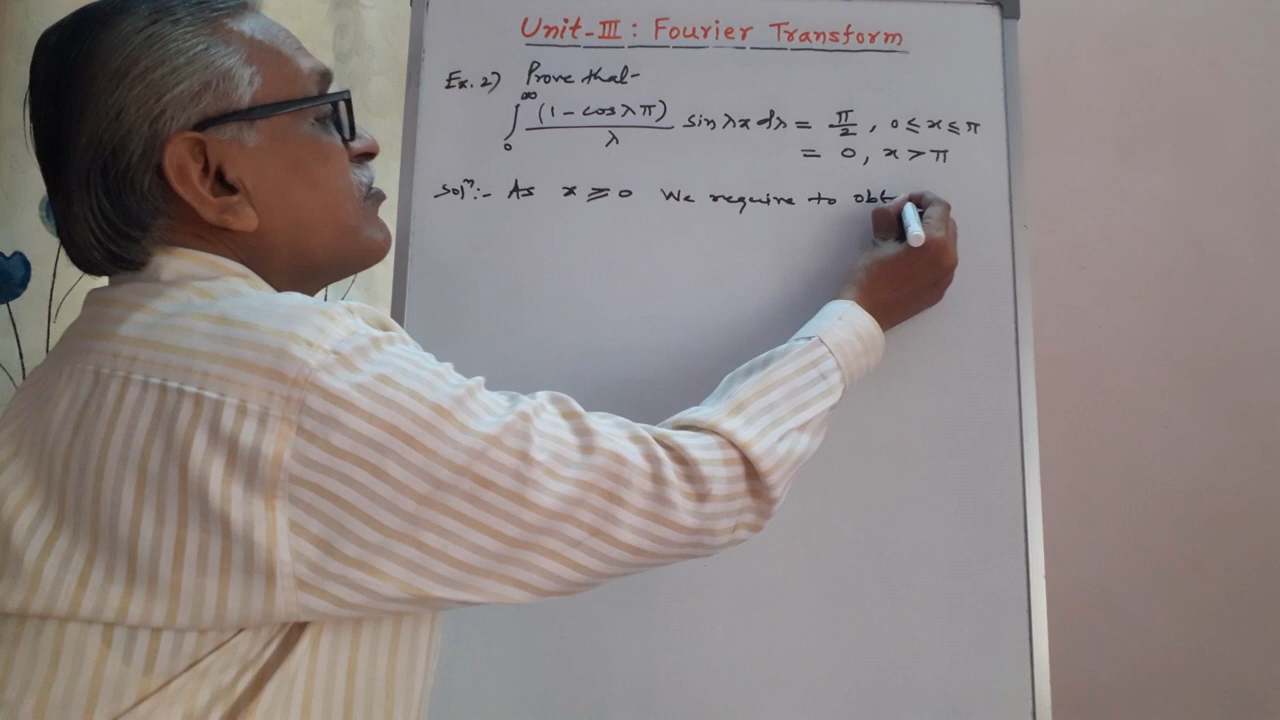 Unit-III : Fourier Transform
Ex. 2) Prove that-
∫₀^∞ (1 - cos λπ)/λ sin λx dλ = π/2 , 0 ≤ x ≤ π
= 0, x > π
Solⁿ:- As x ≥ 0 We require to obt